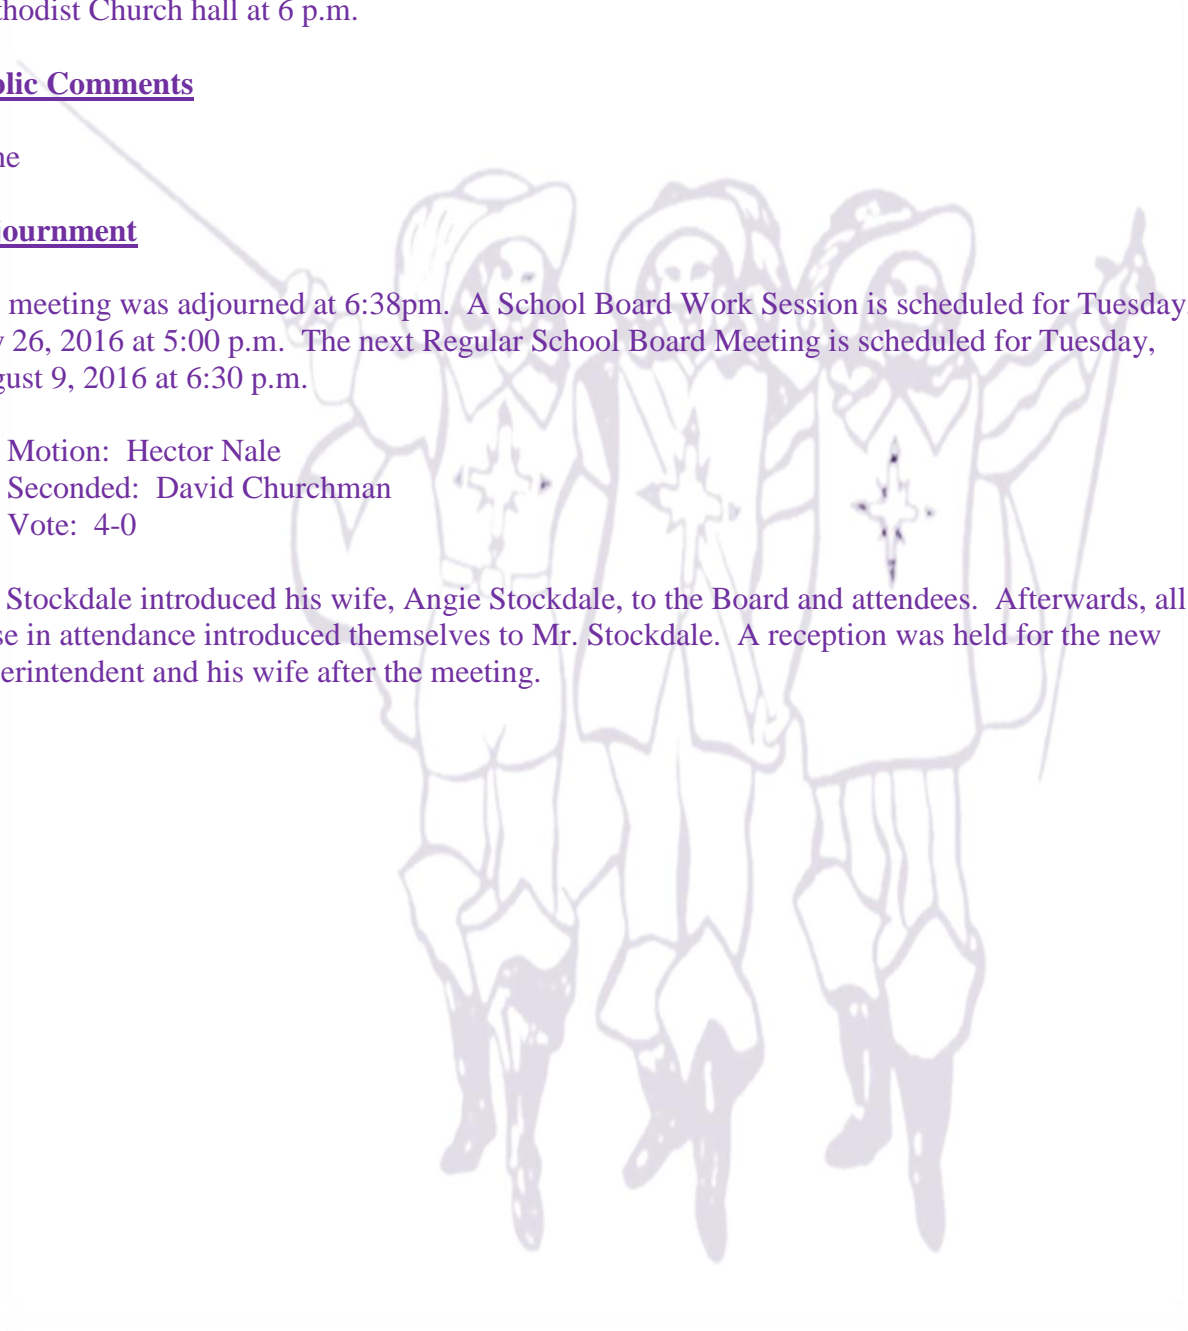 thodist Church hall at 6 p.m.
lic Comments
ne
journment
meeting was adjourned at 6:38pm.  A School Board Work Session is scheduled for Tuesday
26, 2016 at 5:00 p.m.  The next Regular School Board Meeting is scheduled for Tuesday,
gust 9, 2016 at 6:30 p.m.
Motion:  Hector Nale
Seconded:  David Churchman
Vote:  4-0
Stockdale introduced his wife, Angie Stockdale, to the Board and attendees.  Afterwards, all
se in attendance introduced themselves to Mr. Stockdale.  A reception was held for the new
erintendent and his wife after the meeting.